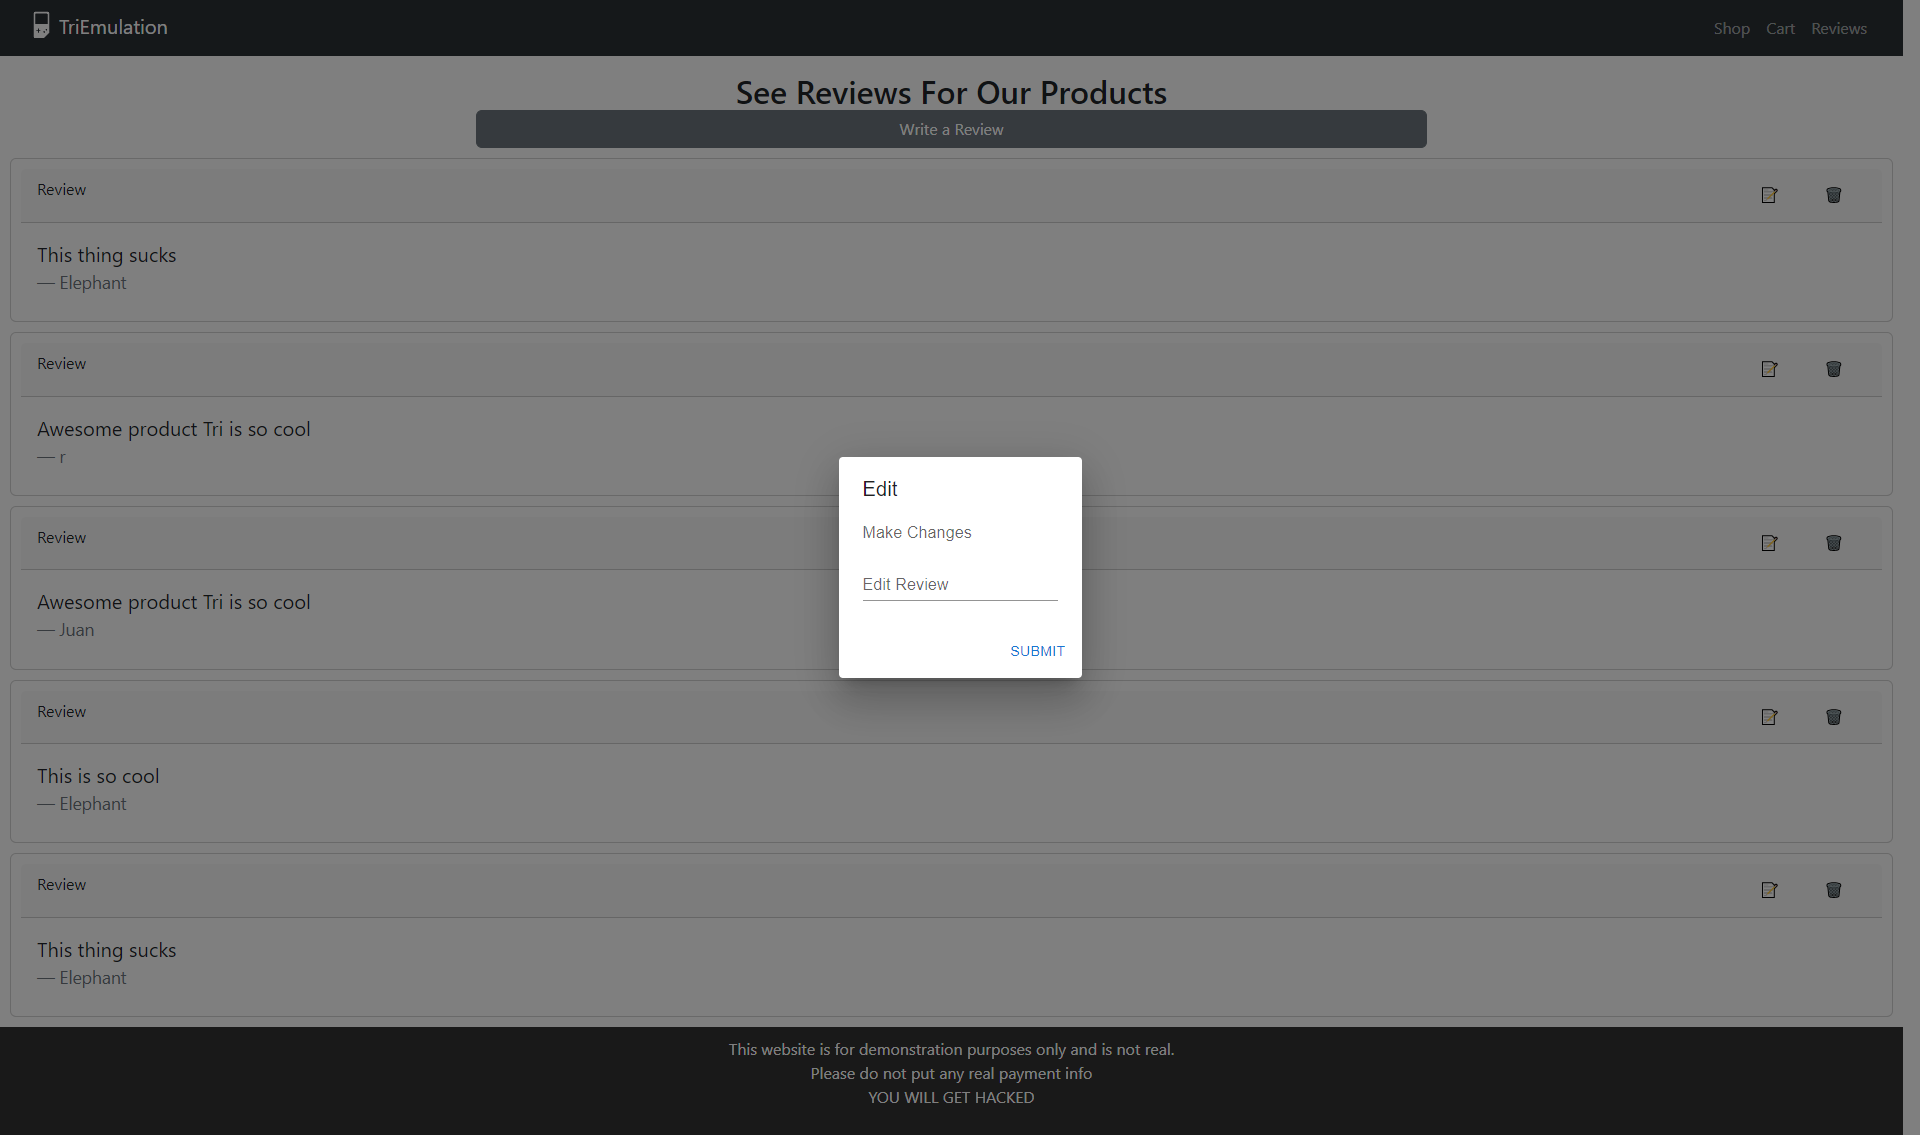 TriEmulation
Shop Cart Reviews
See Reviews For Our Products
Write a Review
Review
This thing sucks
— Elephant
Review
Awesome product Tri is so cool
— r
Review
Awesome product Tri is so cool
— Juan
Review
This is so cool
— Elephant
Review
This thing sucks
— Elephant
Edit
Make Changes
Edit Review
SUBMIT
This website is for demonstration purposes only and is not real.
Please do not put any real payment info
YOU WILL GET HACKED